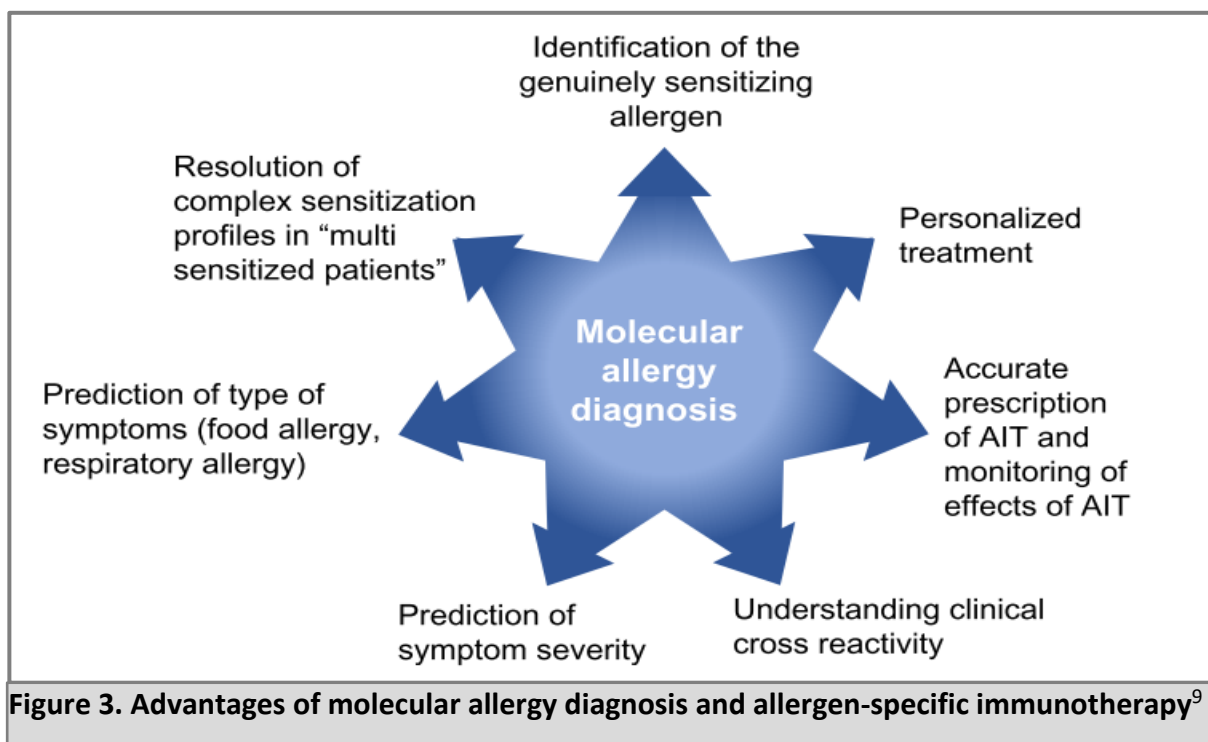 Identification of the
genuinely sensitizing
allergen
Resolution of
complex sensitization
profiles in “multi
sensitized patients”
Personalized
treatment
Molecular
allergy
diagnosis
Accurate
prescription
of AIT and
monitoring of
effects of AIT
Prediction of type of
symptoms (food allergy,
respiratory allergy)
Prediction of
symptom severity
Understanding clinical
cross reactivity
Figure 3. Advantages of molecular allergy diagnosis and allergen-specific immunotherapy⁹